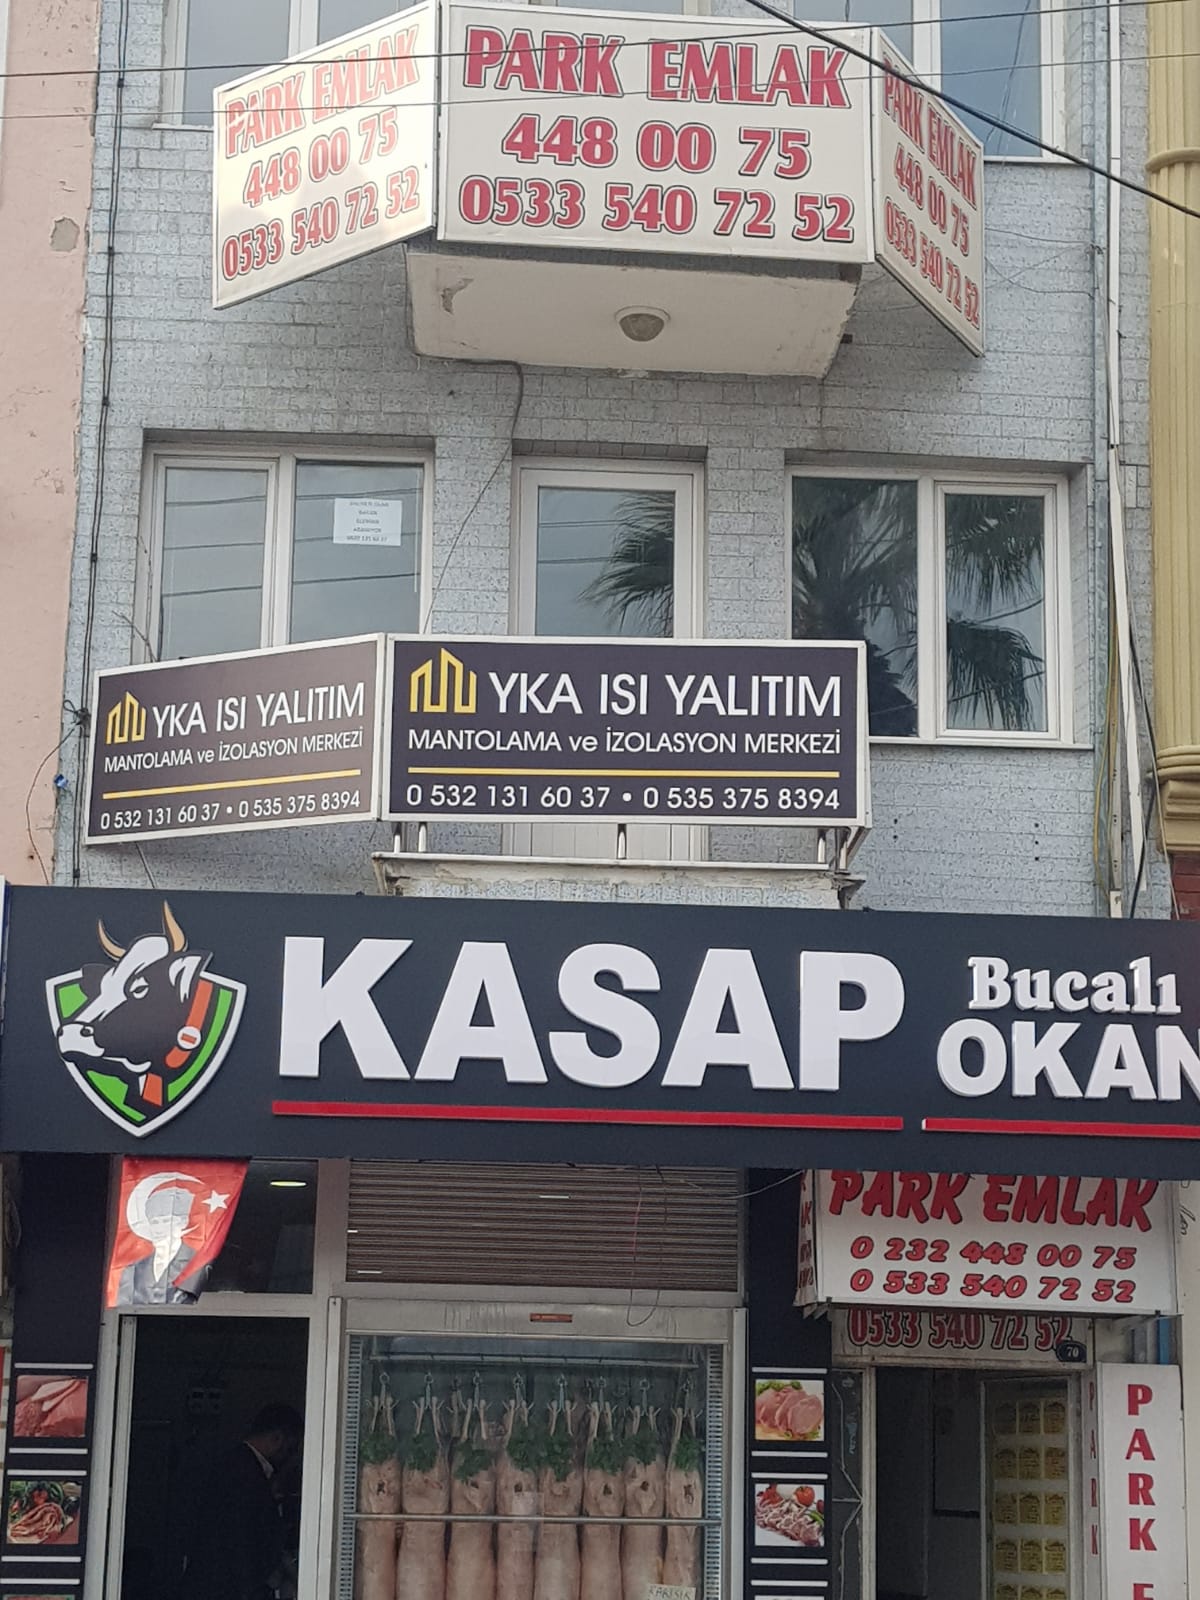 PARK EMLAK
448 00 75
0533 540 72 52
PARK EMLAK
448 00 75
0533 540 72 52
PARK EMLAK
448 00 75
0533 540 72 52
YKA ISI YALITIM
MANTOLAMA ve İZOLASYON MERKEZİ
0 532 131 60 37 • 0 535 375 8394
YKA ISI YALITIM
MANTOLAMA ve İZOLASYON MERKEZİ
0 532 131 60 37 • 0 535 375 8394
KASAP
Bucalı
OKAN
PARK EMLAK
0 232 448 00 75
0 533 540 72 52
0533 540 72 52
70
PARK
PARK E